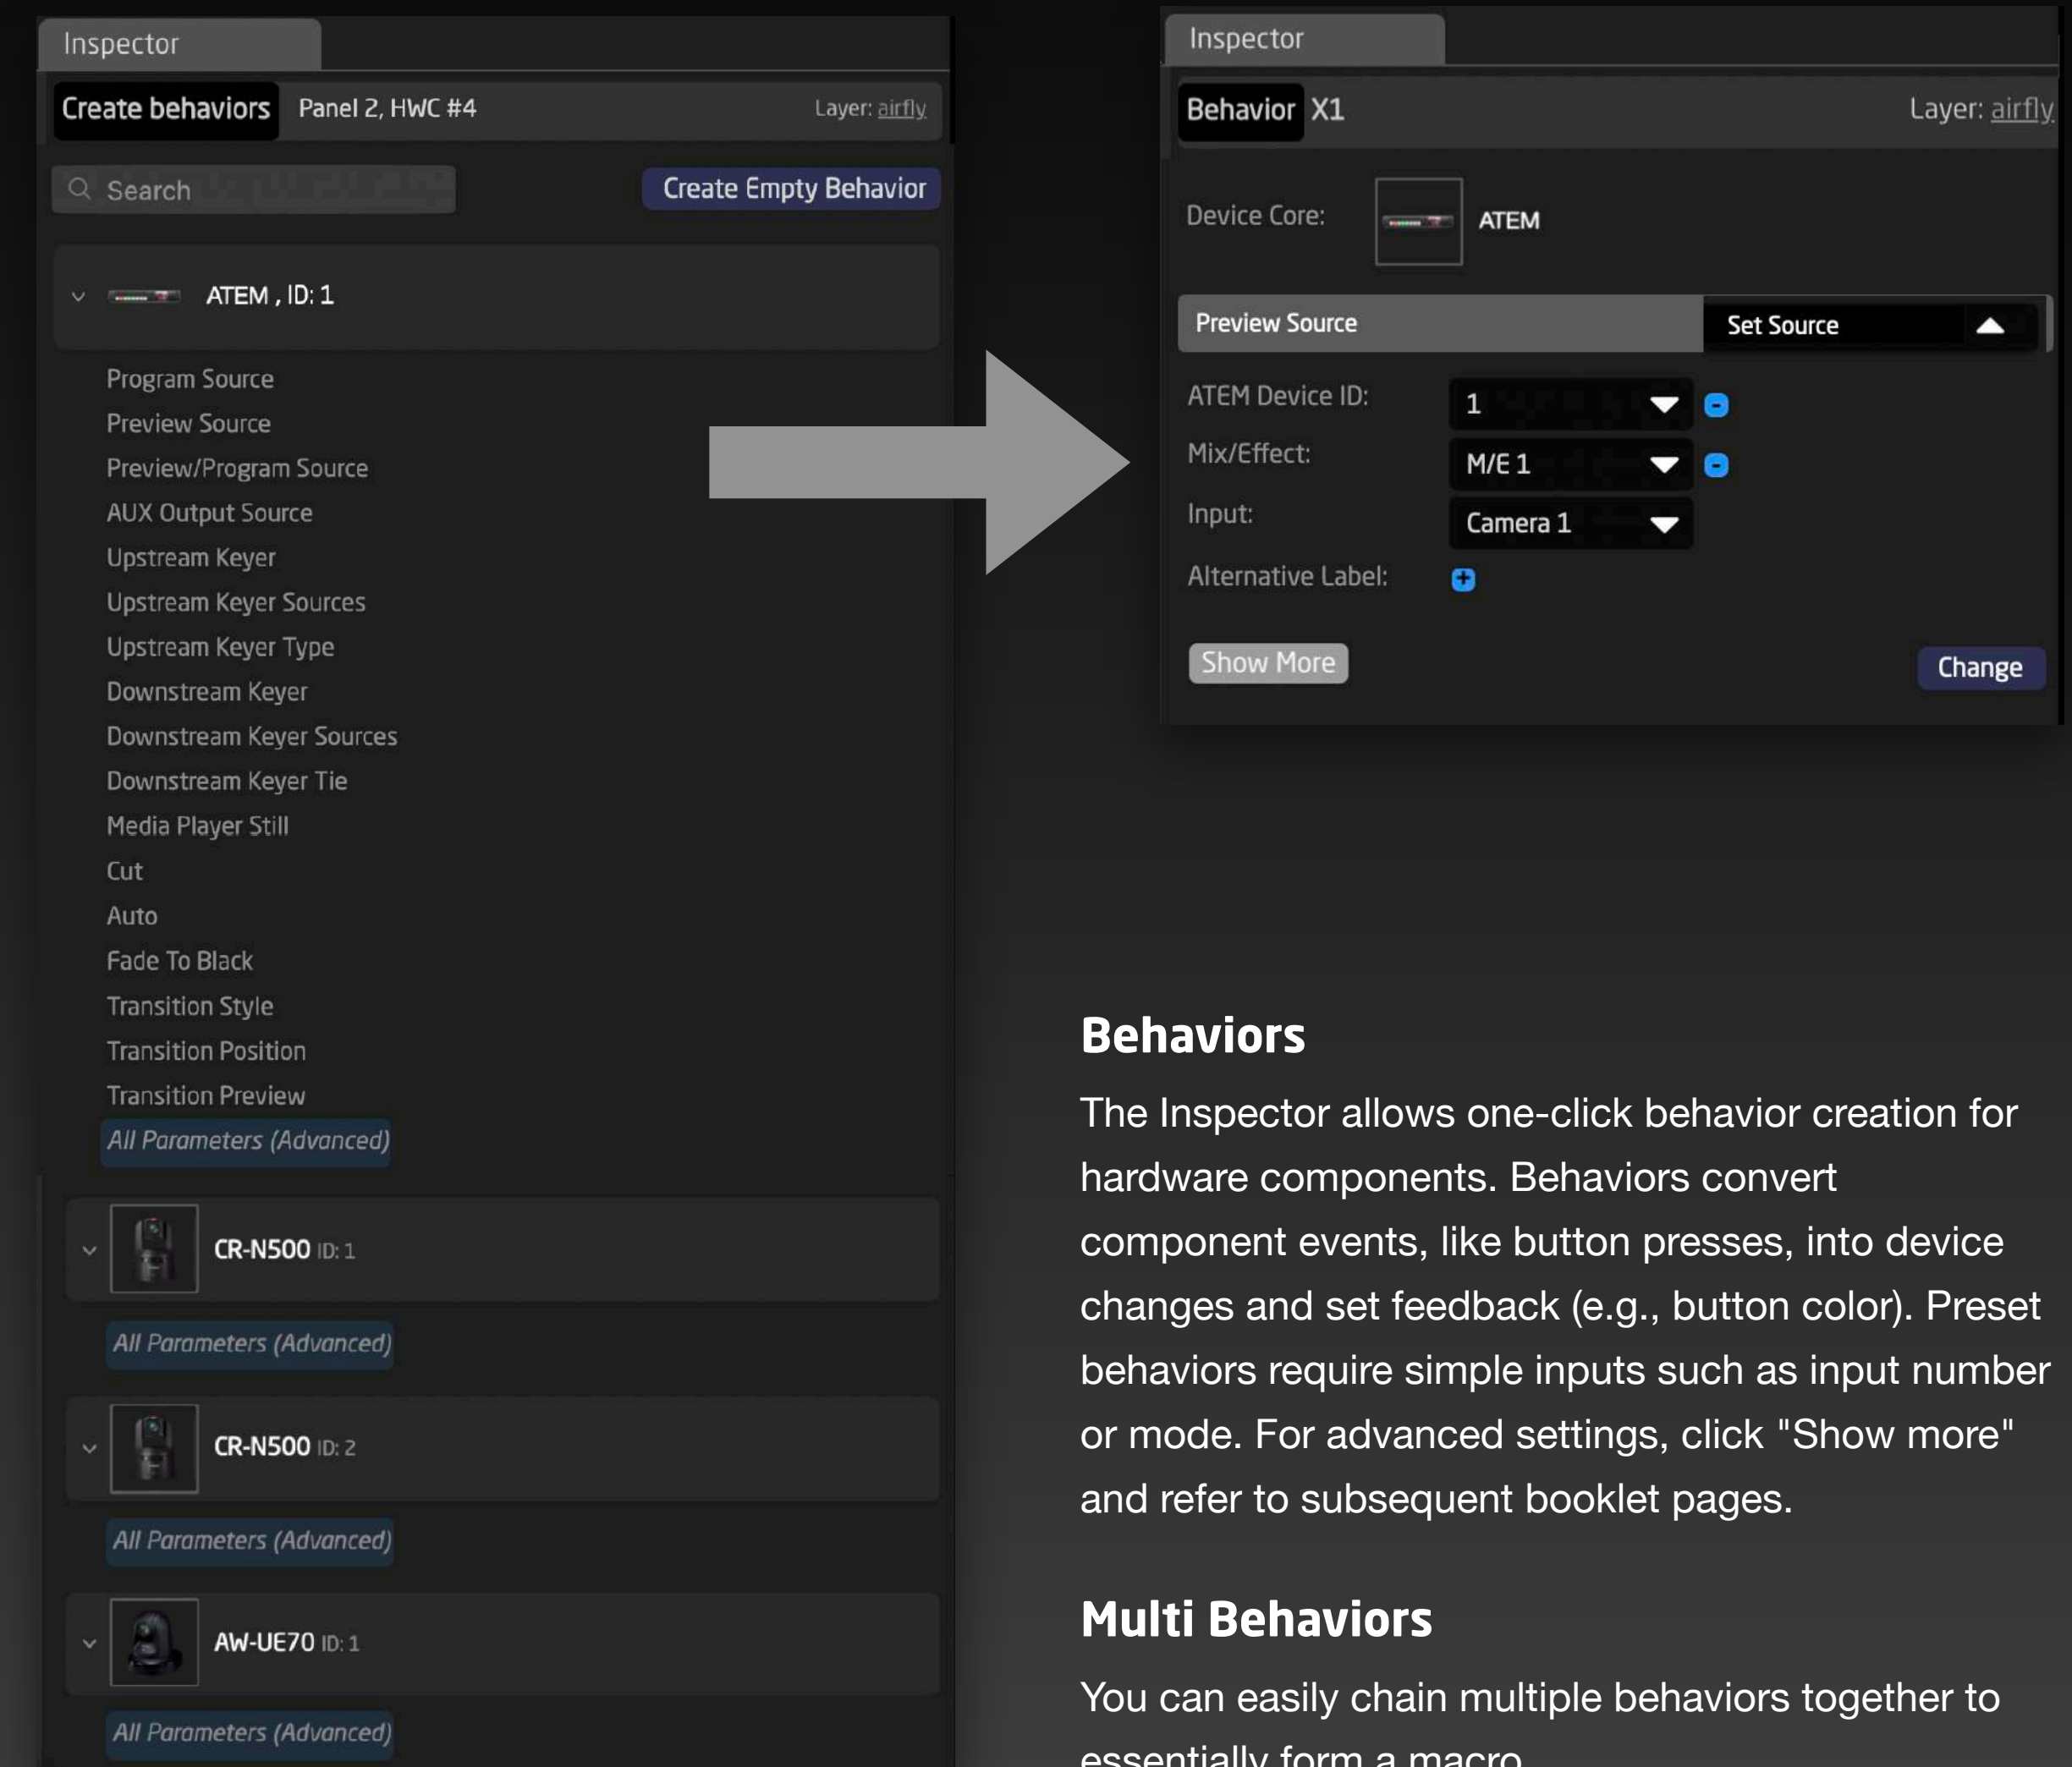 Inspector
Create behaviors Panel 2, HWC #4 Layer: airfly
Search Create Empty Behavior
ATEM , ID: 1
Program Source
Preview Source
Preview/Program Source
AUX Output Source
Upstream Keyer
Upstream Keyer Sources
Upstream Keyer Type
Downstream Keyer
Downstream Keyer Sources
Downstream Keyer Tie
Media Player Still
Cut
Auto
Fade To Black
Transition Style
Transition Position
Transition Preview
All Parameters (Advanced)
CR-N500 ID: 1
All Parameters (Advanced)
CR-N500 ID: 2
All Parameters (Advanced)
AW-UE70 ID: 1
All Parameters (Advanced)
Inspector
Behavior X1 Layer: airfly
Device Core: ATEM
Preview Source Set Source
ATEM Device ID: 1
Mix/Effect: M/E 1
Input: Camera 1
Alternative Label:
Show More Change
Behaviors
The Inspector allows one-click behavior creation for
hardware components. Behaviors convert
component events, like button presses, into device
changes and set feedback (e.g., button color). Preset
behaviors require simple inputs such as input number
or mode. For advanced settings, click "Show more"
and refer to subsequent booklet pages.
Multi Behaviors
You can easily chain multiple behaviors together to
essentially form a macro